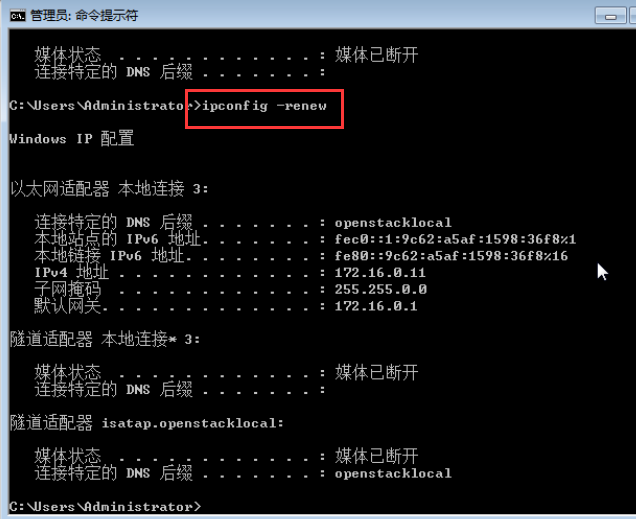 管理员: 命令提示符
媒体状态 . . . . . . . . . . . . : 媒体已断开
连接特定的 DNS 后缀 . . . . . . . :
C:\Users\Administrator>ipconfig -renew
Windows IP 配置
以太网适配器 本地连接 3:
连接特定的 DNS 后缀 . . . . . . . : openstacklocal
本地站点的 IPv6 地址. . . . . . . : fec0::1:9c62:a5af:1598:36f8%1
本地链接 IPv6 地址. . . . . . . . : fe80::9c62:a5af:1598:36f8%16
IPv4 地址 . . . . . . . . . . . . : 172.16.0.11
子网掩码 . . . . . . . . . . . . : 255.255.0.0
默认网关. . . . . . . . . . . . . : 172.16.0.1
隧道适配器 本地连接* 3:
媒体状态 . . . . . . . . . . . . : 媒体已断开
连接特定的 DNS 后缀 . . . . . . . :
隧道适配器 isatap.openstacklocal:
媒体状态 . . . . . . . . . . . . : 媒体已断开
连接特定的 DNS 后缀 . . . . . . . : openstacklocal
C:\Users\Administrator>